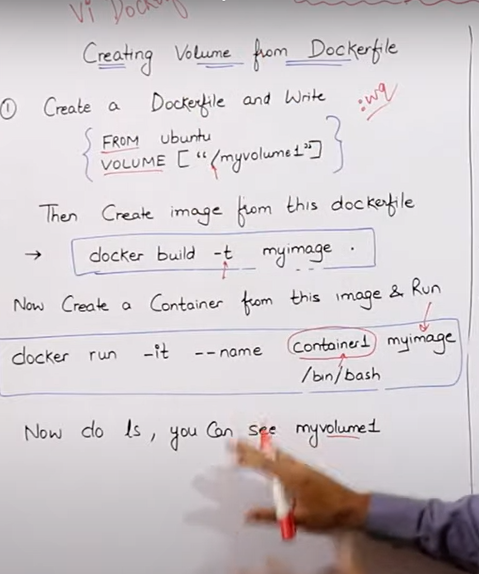 Vi Dockerf
Creating Volume from Dockerfile
① Create a Dockerfile and Write :wq
FROM ubuntu
VOLUME ["/myvolume1"]
Then Create image from this dockerfile
→ docker build -t myimage .
Now Create a Container from this image & Run
docker run -it --name container1 myimage
/bin/bash
Now do ls, you Can see myvolume1